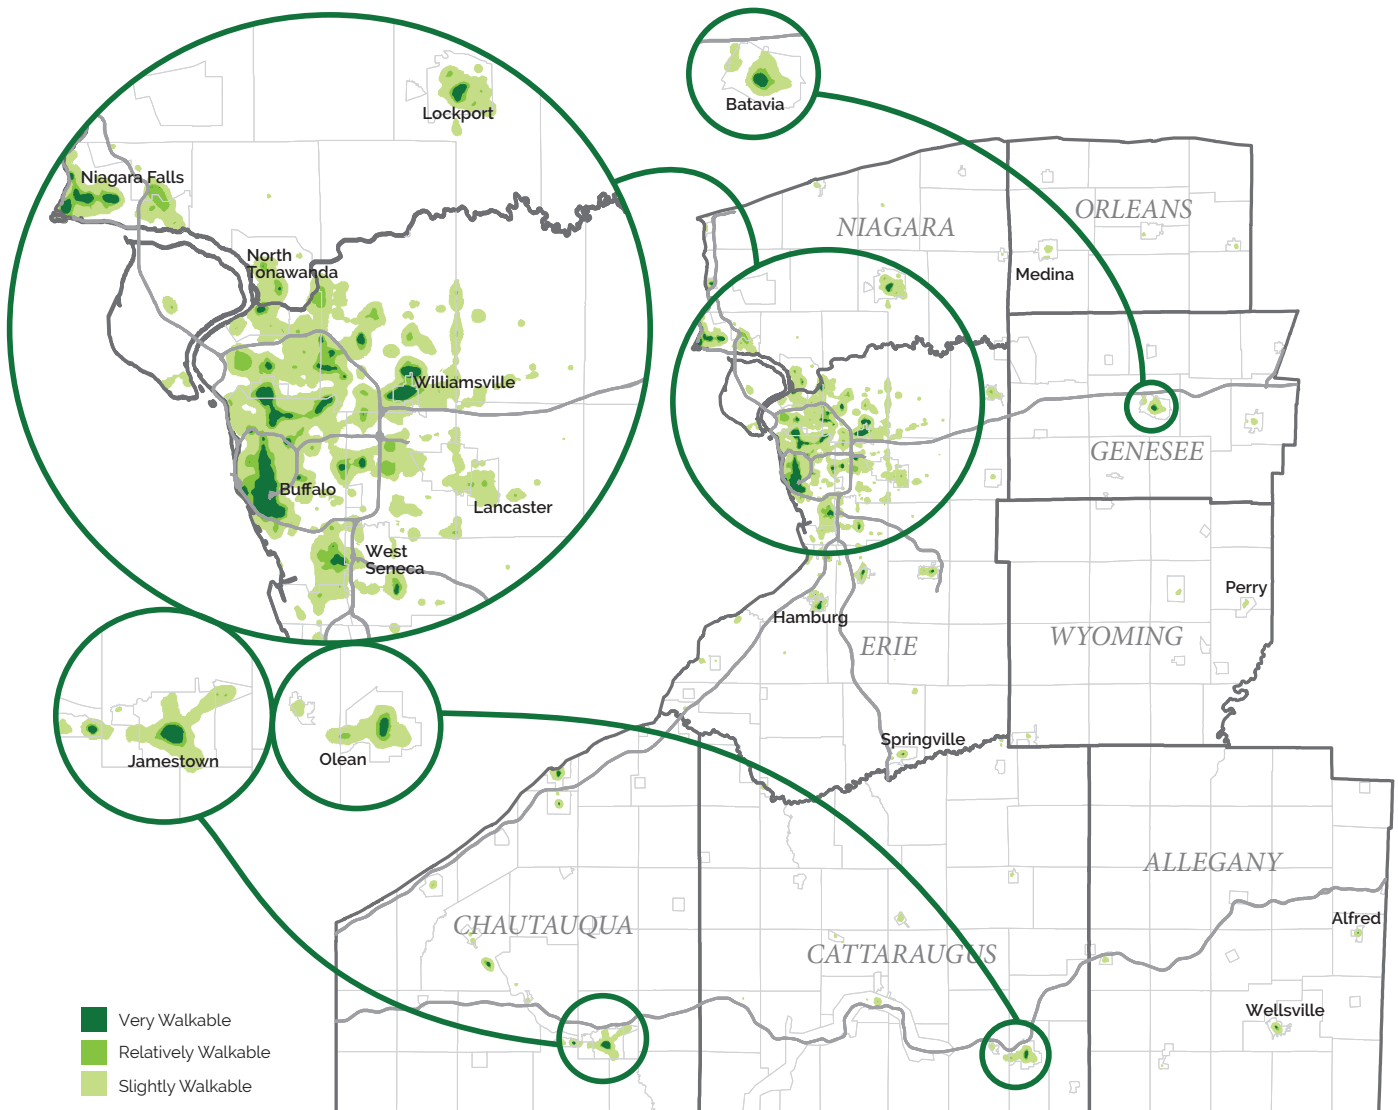 Batavia
Lockport
Niagara Falls
North
Tonawanda
Williamsville
Buffalo
Lancaster
West
Seneca
NIAGARA
ORLEANS
Medina
GENESEE
Perry
WYOMING
Hamburg
ERIE
Springville
Jamestown
Olean
ALLEGANY
Alfred
CHAUTAUQUA
CATTARAUGUS
Wellsville
Very Walkable
Relatively Walkable
Slightly Walkable